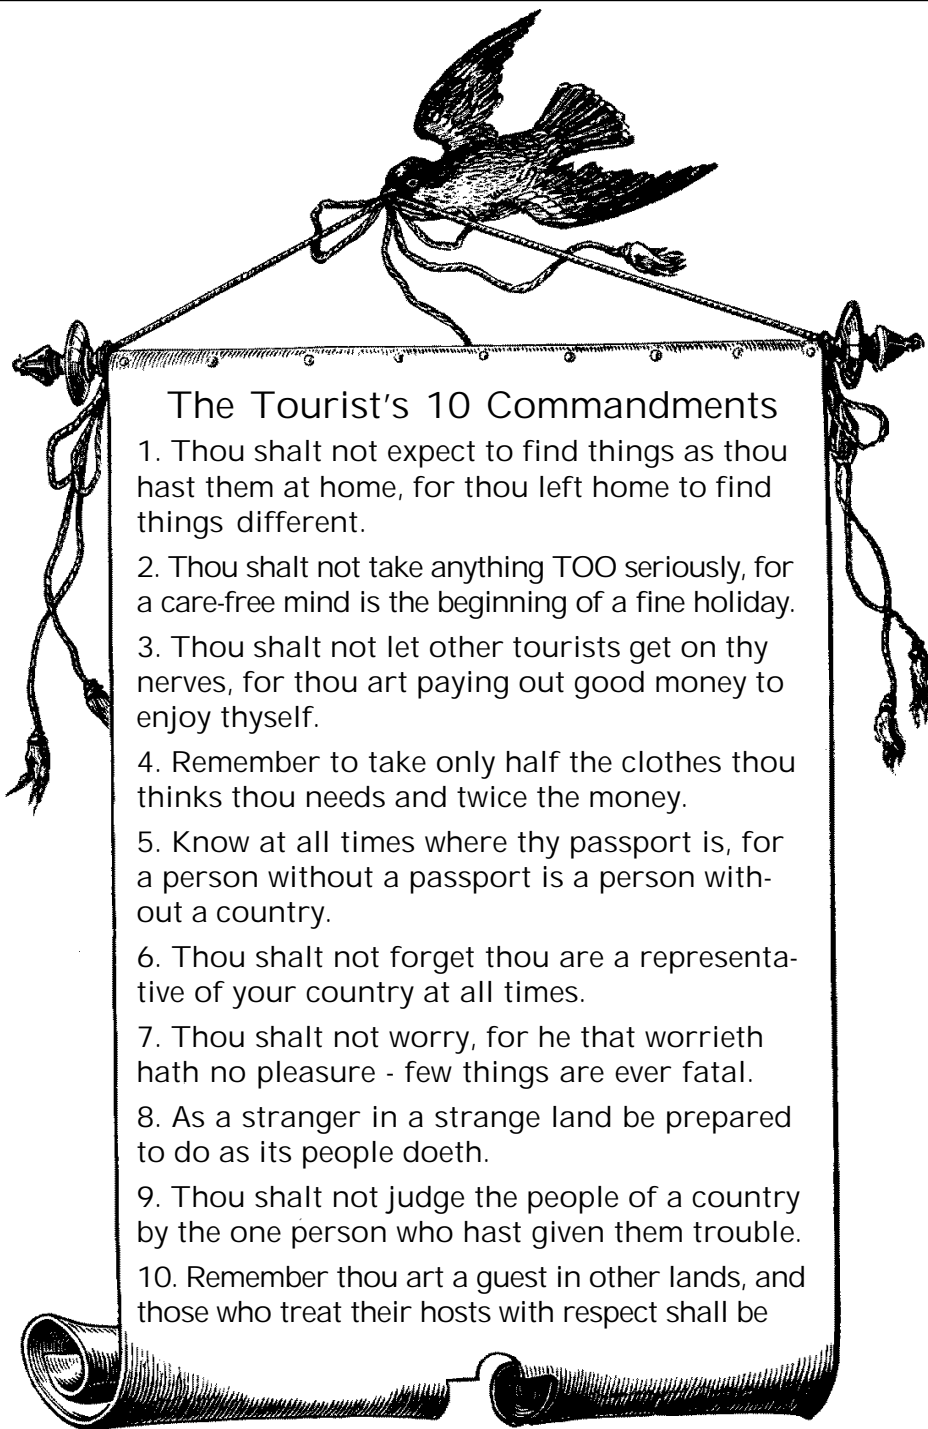 The Tourist's 10 Commandments
1. Thou shalt not expect to find things as thou
hast them at home, for thou left home to find
things different.
2. Thou shalt not take anything TOO seriously, for
a care-free mind is the beginning of a fine holiday.
3. Thou shalt not let other tourists get on thy
nerves, for thou art paying out good money to
enjoy thyself.
4. Remember to take only half the clothes thou
thinks thou needs and twice the money.
5. Know at all times where thy passport is, for
a person without a passport is a person with-
out a country.
6. Thou shalt not forget thou are a representa-
tive of your country at all times.
7. Thou shalt not worry, for he that worrieth
hath no pleasure - few things are ever fatal.
8. As a stranger in a strange land be prepared
to do as its people doeth.
9. Thou shalt not judge the people of a country
by the one person who hast given them trouble.
10. Remember thou art a guest in other lands, and
those who treat their hosts with respect shall be